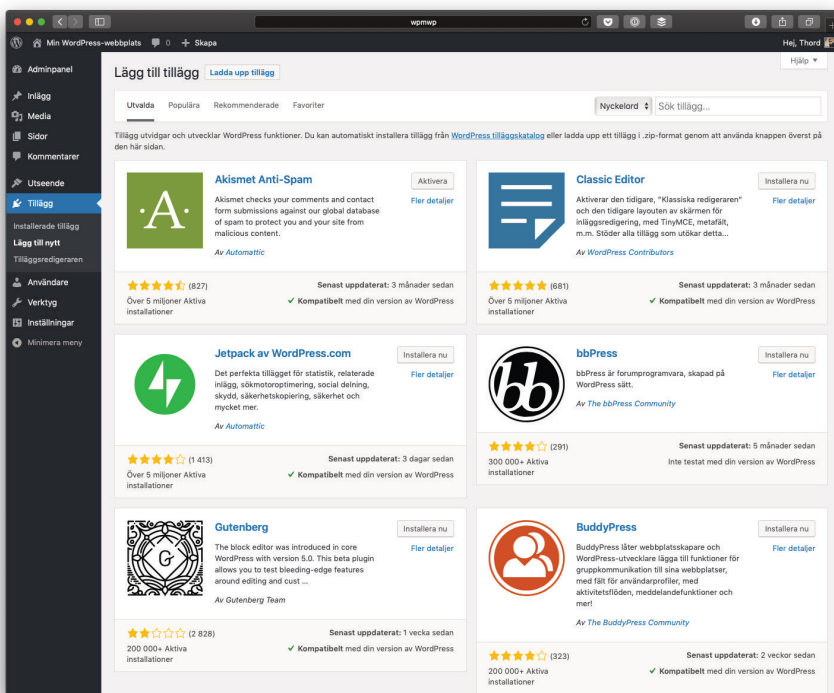 wpmwp
Min WordPress-webbplats 0 + Skapa Hej, Thord
Adminpanel
Inlägg
Media
Sidor
Kommentarer
Utseende
Tillägg
Installerade tillägg
Lägg till nytt
Tilläggsredigeraren
Användare
Verktyg
Inställningar
Minimera meny
Hjälp ▼
Lägg till tillägg Ladda upp tillägg
Utvalda Populära Rekommenderade Favoriter Nyckelord Sök tillägg...
Tillägg utvidgar och utvecklar WordPress funktioner. Du kan automatiskt installera tillägg från WordPress tilläggskatalog eller ladda upp ett tillägg i .zip-format genom att använda knappen överst på
den här sidan.
·A·
Akismet Anti-Spam
Aktivera
Fler detaljer
Akismet checks your comments and contact
form submissions against our global database
of spam to protect you and your site from
malicious content.
Av Automattic
(827)
Över 5 miljoner Aktiva
installationer
Senast uppdaterat: 3 månader sedan
✓ Kompatibelt med din version av WordPress
Classic Editor
Installera nu
Fler detaljer
Aktiverar den tidigare, "Klassiska redigeraren"
och den tidigare layouten av skärmen för
inläggsredigering, med TinyMCE, metafält,
m.m. Stöder alla tillägg som utökar detta...
Av WordPress Contributors
(681)
Över 5 miljoner Aktiva
installationer
Senast uppdaterat: 3 månader sedan
✓ Kompatibelt med din version av WordPress
Jetpack av WordPress.com
Installera nu
Fler detaljer
Det perfekta tillägget för statistik, relaterade
inlägg, sökmotoroptimering, social delning,
skydd, säkerhetskopiering, säkerhet och
mycket mer.
Av Automattic
(1 413)
Över 5 miljoner Aktiva
installationer
Senast uppdaterat: 3 dagar sedan
✓ Kompatibelt med din version av WordPress
bb
bbPress
Installera nu
Fler detaljer
bbPress är forumprogramvara, skapad på
WordPress sätt.
Av The bbPress Community
(291)
300 000+ Aktiva
installationer
Senast uppdaterat: 5 månader sedan
Inte testat med din version av WordPress
G
Gutenberg
Installera nu
Fler detaljer
The block editor was introduced in core
WordPress with version 5.0. This beta plugin
allows you to test bleeding-edge features
around editing and cust ...
Av Gutenberg Team
(2 828)
200 000+ Aktiva
installationer
Senast uppdaterat: 1 vecka sedan
✓ Kompatibelt med din version av WordPress
BuddyPress
Installera nu
Fler detaljer
BuddyPress låter webbplatsskapare och
WordPress-utvecklare lägga till funktioner för
gruppkommunikation till sina webbplatser,
med fält för användarprofiler, med
aktivitetsflöden, meddelandefunktioner och
mer!
Av The BuddyPress Community
(323)
200 000+ Aktiva
installationer
Senast uppdaterat: 2 veckor sedan
✓ Kompatibelt med din version av WordPress